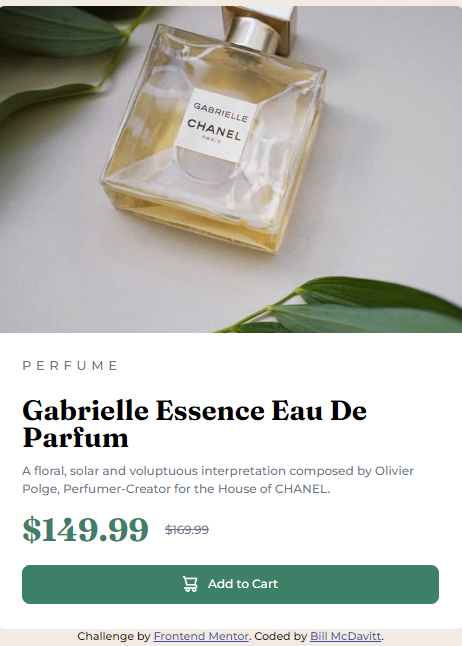 GABRIELLE
CHANEL
PARIS
PERFUME
Gabrielle Essence Eau De
Parfum
A floral, solar and voluptuous interpretation composed by Olivier
Polge, Perfumer-Creator for the House of CHANEL.
$149.99 $169.99
Add to Cart
Challenge by Frontend Mentor. Coded by Bill McDavitt.